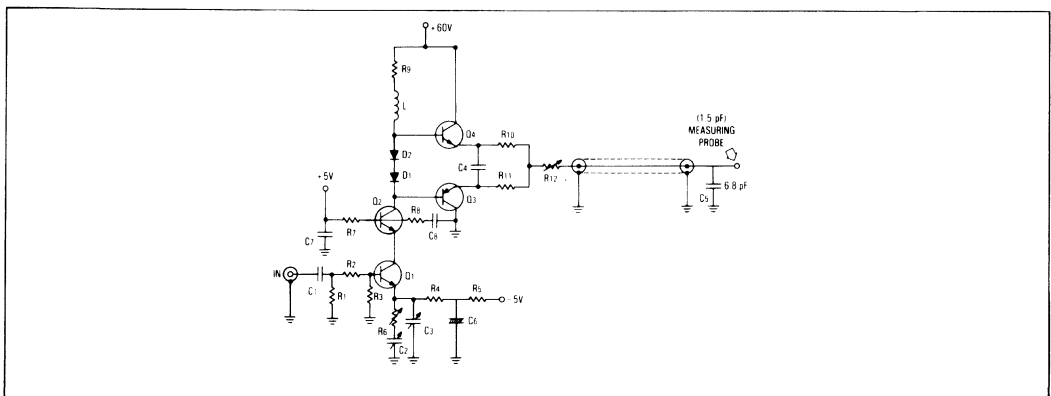 +60V
R9
L
Q4
R10
(1.5 pF)
MEASURING
PROBE
D2
C4
R12
D1
R11
6.8 pF
C5
+5V
Q2
R8
Q3
R7
C8
C7
R2
Q1
IN
C1
R1
R3
R4
R5
-5V
R6
C3
C6
C2